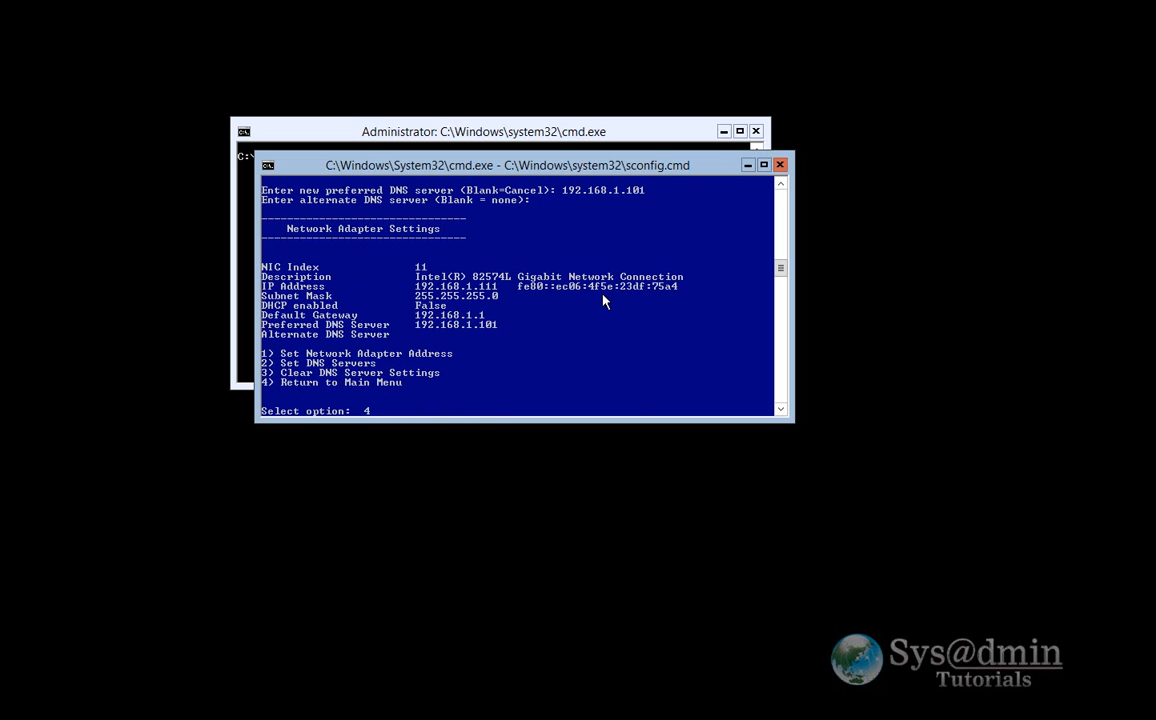 Administrator: C:\Windows\system32\cmd.exe
C:\
C:\Windows\System32\cmd.exe - C:\Windows\system32\sconfig.cmd
Enter new preferred DNS server (Blank=Cancel): 192.168.1.101
Enter alternate DNS server (Blank = none):
--------------------------------
Network Adapter Settings
--------------------------------
NIC Index 11
Description Intel(R) 82574L Gigabit Network Connection
IP Address 192.168.1.111 fe80::ec06:4f5e:23df:75a4
Subnet Mask 255.255.255.0
DHCP enabled False
Default Gateway 192.168.1.1
Preferred DNS Server 192.168.1.101
Alternate DNS Server
1) Set Network Adapter Address
2) Set DNS Servers
3) Clear DNS Server Settings
4) Return to Main Menu
Select option: 4
Sys@dmin
Tutorials